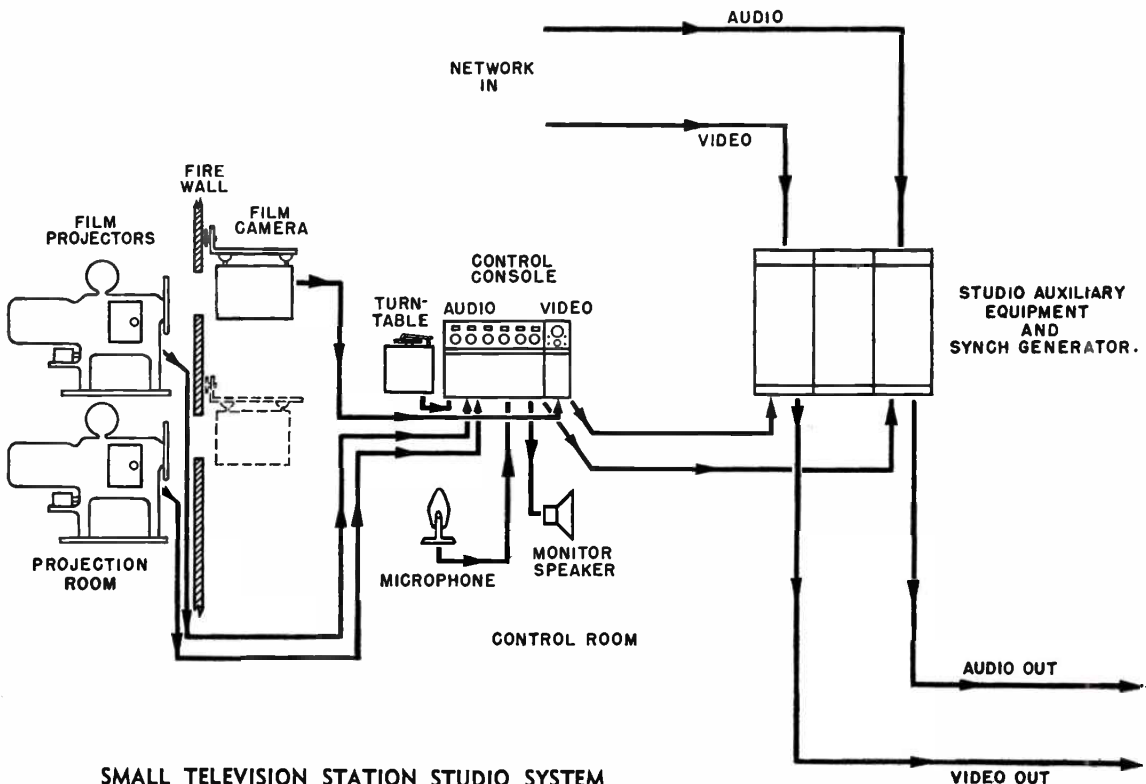 AUDIO
NETWORK
IN
VIDEO
FIRE
WALL
FILM
PROJECTORS
FILM
CAMERA
CONTROL
CONSOLE
TURN-
TABLE
AUDIO
VIDEO
STUDIO AUXILIARY
EQUIPMENT
AND
SYNCH GENERATOR.
PROJECTION
ROOM
MICROPHONE
MONITOR
SPEAKER
CONTROL ROOM
AUDIO OUT
VIDEO OUT
SMALL TELEVISION STATION STUDIO SYSTEM